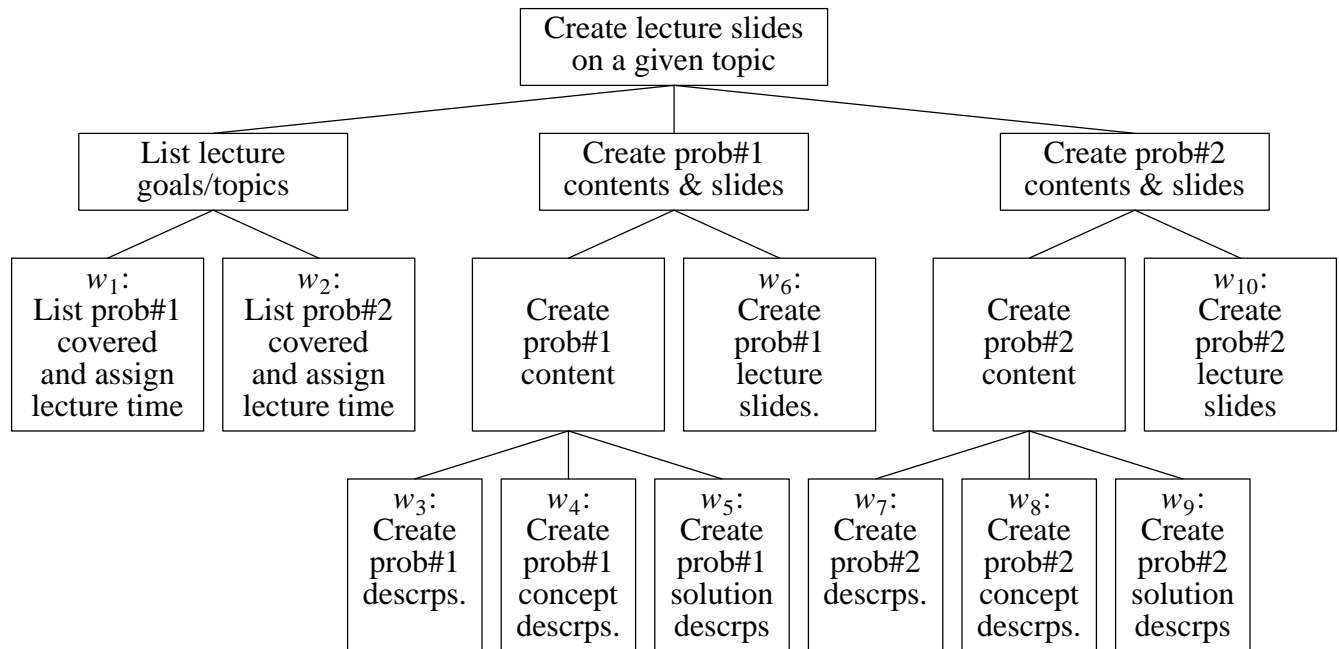 Create lecture slides
on a given topic
List lecture
goals/topics
Create prob#1
contents & slides
Create prob#2
contents & slides
w1:
List prob#1
covered
and assign
lecture time
w2:
List prob#2
covered
and assign
lecture time
Create
prob#1
content
w6:
Create
prob#1
lecture
slides.
Create
prob#2
content
w10:
Create
prob#2
lecture
slides
w3:
Create
prob#1
descrps.
w4:
Create
prob#1
concept
descrps.
w5:
Create
prob#1
solution
descrps
w7:
Create
prob#2
descrps.
w8:
Create
prob#2
concept
descrps.
w9:
Create
prob#2
solution
descrps